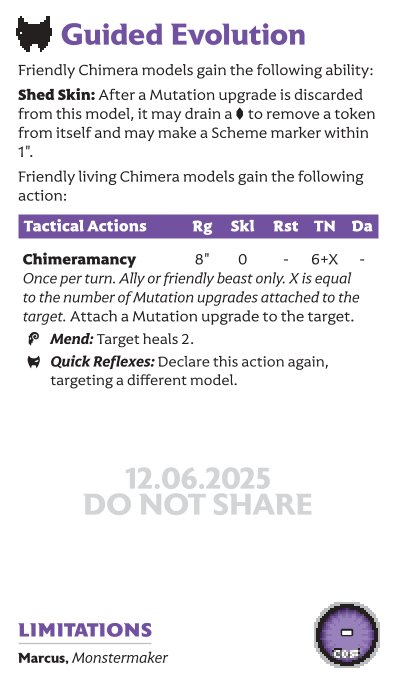 Guided Evolution
Friendly Chimera models gain the following ability:
Shed Skin: After a Mutation upgrade is discarded
from this model, it may drain a to remove a token
from itself and may make a Scheme marker within
1".
Friendly living Chimera models gain the following
action:
Tactical Actions Rg Skl Rst TN Da
Chimeramancy 8" 0 - 6+X -
Once per turn. Ally or friendly beast only. X is equal
to the number of Mutation upgrades attached to the
target. Attach a Mutation upgrade to the target.
Mend: Target heals 2.
Quick Reflexes: Declare this action again,
targeting a different model.
12.06.2025
DO NOT SHARE
LIMITATIONS
Marcus, Monstermaker
-